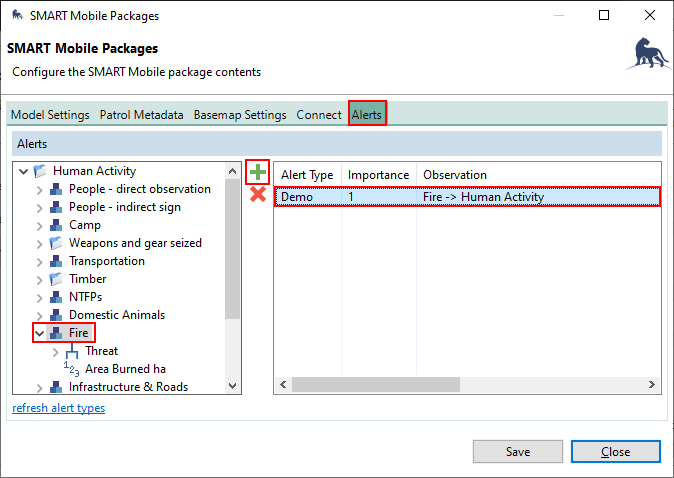 SMART Mobile Packages
SMART Mobile Packages
Configure the SMART Mobile package contents
Model Settings Patrol Metadata Basemap Settings Connect Alerts
Alerts
Human Activity
People - direct observation
People - indirect sign
Camp
Weapons and gear seized
Transportation
Timber
NTFPs
Domestic Animals
Fire
Threat
1 2 3 Area Burned ha
Infrastructure & Roads
Alert Type Importance Observation
Demo 1 Fire -> Human Activity
refresh alert types
Save Close